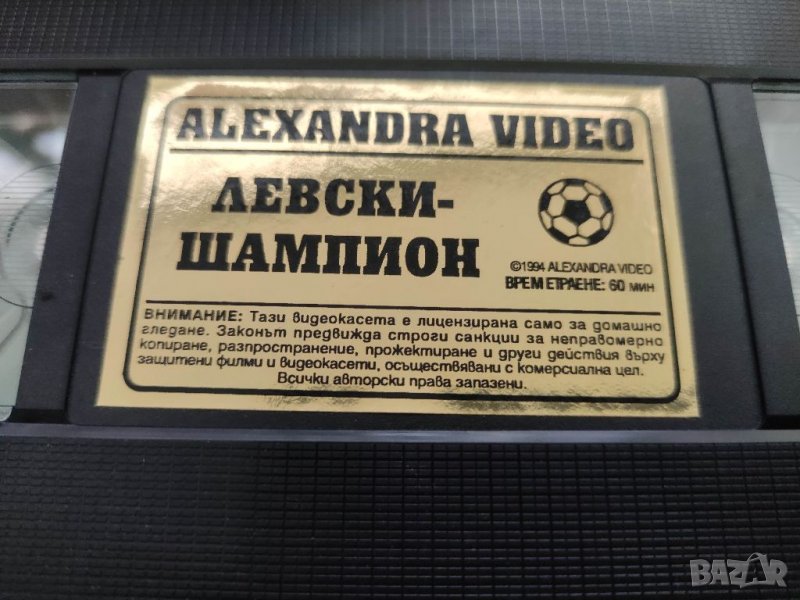 ALEXANDRA VIDEO
ЛЕВСКИ-
ШАМПИОН
©1994 ALEXANDRA VIDEO
ВРЕМЕТРАЕНЕ: 60 МИН
ВНИМАНИЕ: Тази видеокасета е лицензирана само за домашно
гледане. Законът предвижда строги санкции за неправомерно
копиране, разпространение, прожектиране и други действия върху
защитени филми и видеокасети, осъществявани с комерсиална цел.
Всички авторски права запазени.
BAZAR